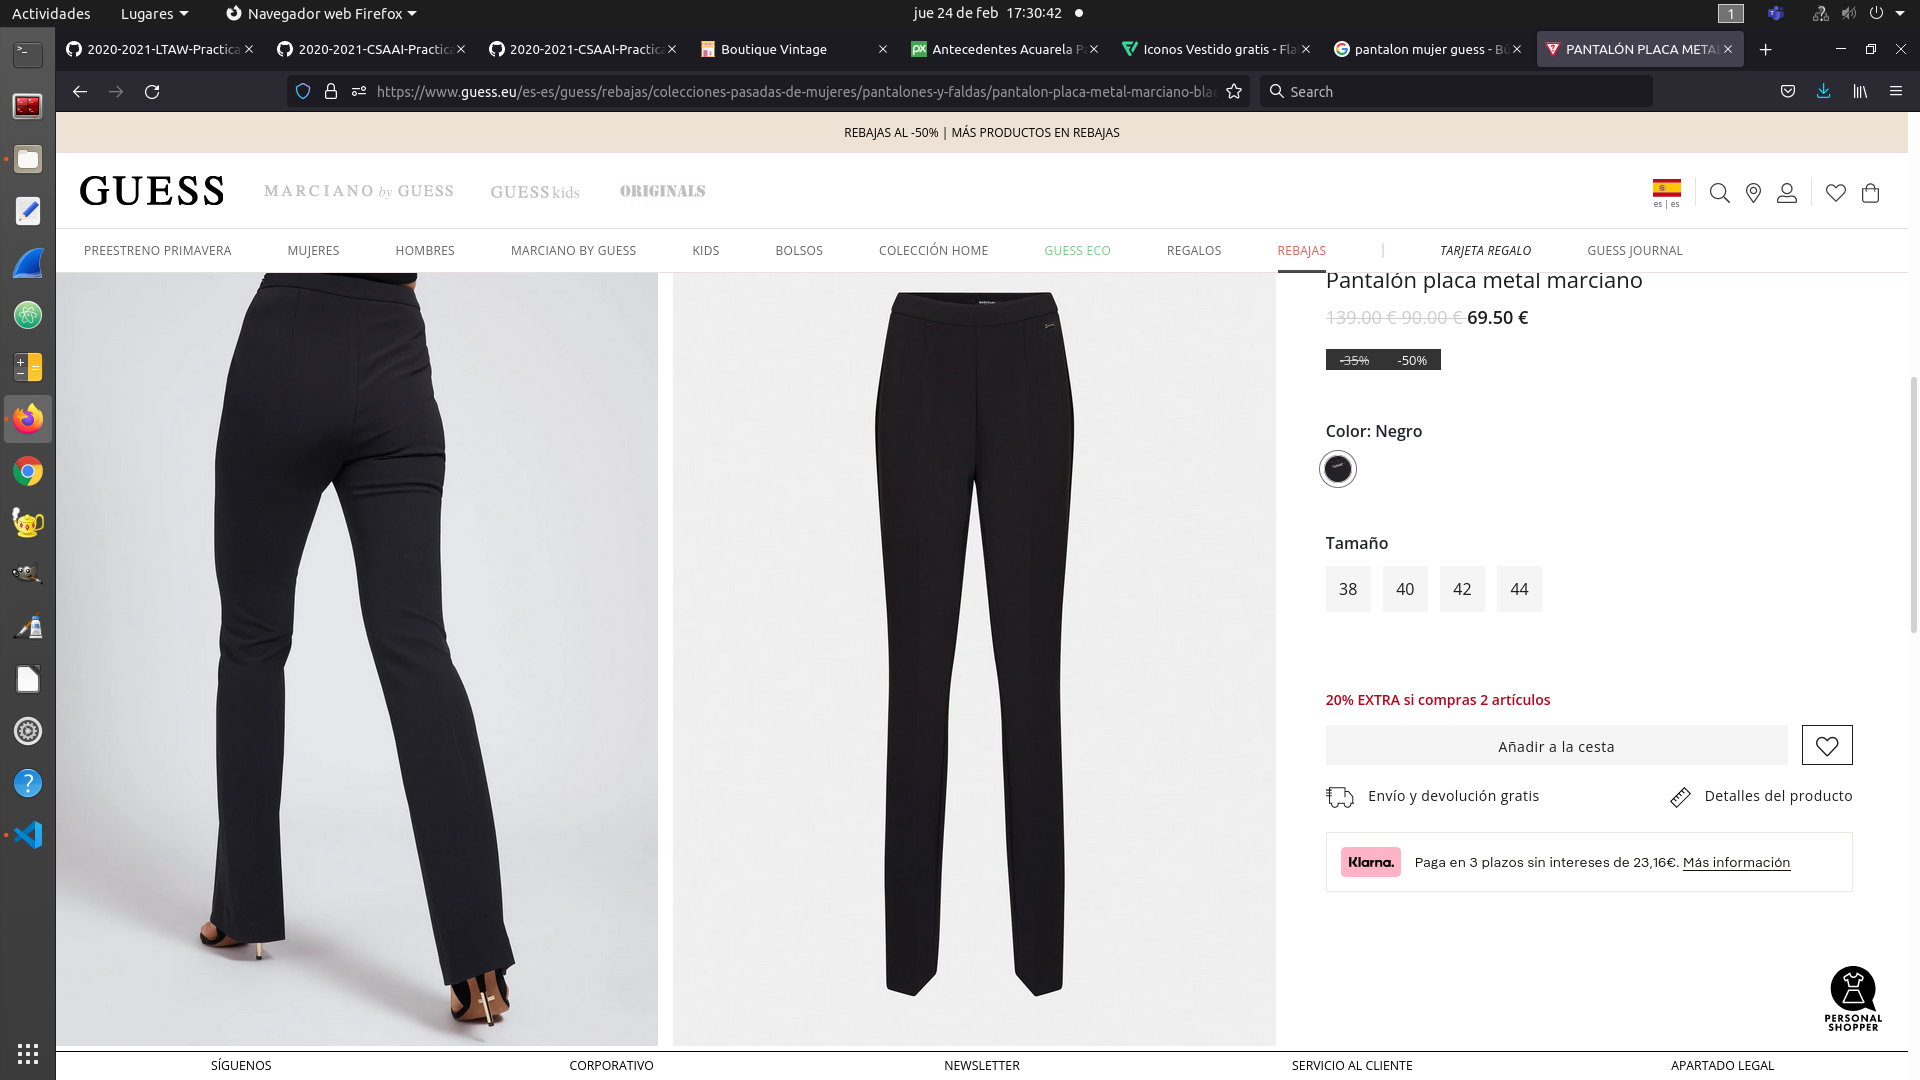 Actividades
Lugares
Navegador web Firefox
jue 24 de feb 17:30:42
1
2020-2021-LTAW-Practica
2020-2021-CSAAI-Practica
2020-2021-CSAAI-Practica
Boutique Vintage
Antecedentes Acuarela P
Iconos Vestido gratis - Fla
pantalon mujer guess - Bú
PANTALÓN PLACA METAL
https://www.guess.eu/es-es/guess/rebajas/colecciones-pasadas-de-mujeres/pantalones-y-faldas/pantalon-placa-metal-marciano-blac
Search
REBAJAS AL -50% | MÁS PRODUCTOS EN REBAJAS
GUESS
MARCIANO by GUESS
GUESS kids
ORIGINALS
es | es
PREESTRENO PRIMAVERA
MUJERES
HOMBRES
MARCIANO BY GUESS
KIDS
BOLSOS
COLECCIÓN HOME
GUESS ECO
REGALOS
REBAJAS
TARJETA REGALO
GUESS JOURNAL
Pantalón placa metal marciano
139.00 € 90.00 € 69.50 €
-35% -50%
Color: Negro
Tamaño
38 40 42 44
20% EXTRA si compras 2 artículos
Añadir a la cesta
Envío y devolución gratis
Detalles del producto
Klarna.
Paga en 3 plazos sin intereses de 23,16€. Más información
PERSONAL
SHOPPER
SÍGUENOS
CORPORATIVO
NEWSLETTER
SERVICIO AL CLIENTE
APARTADO LEGAL